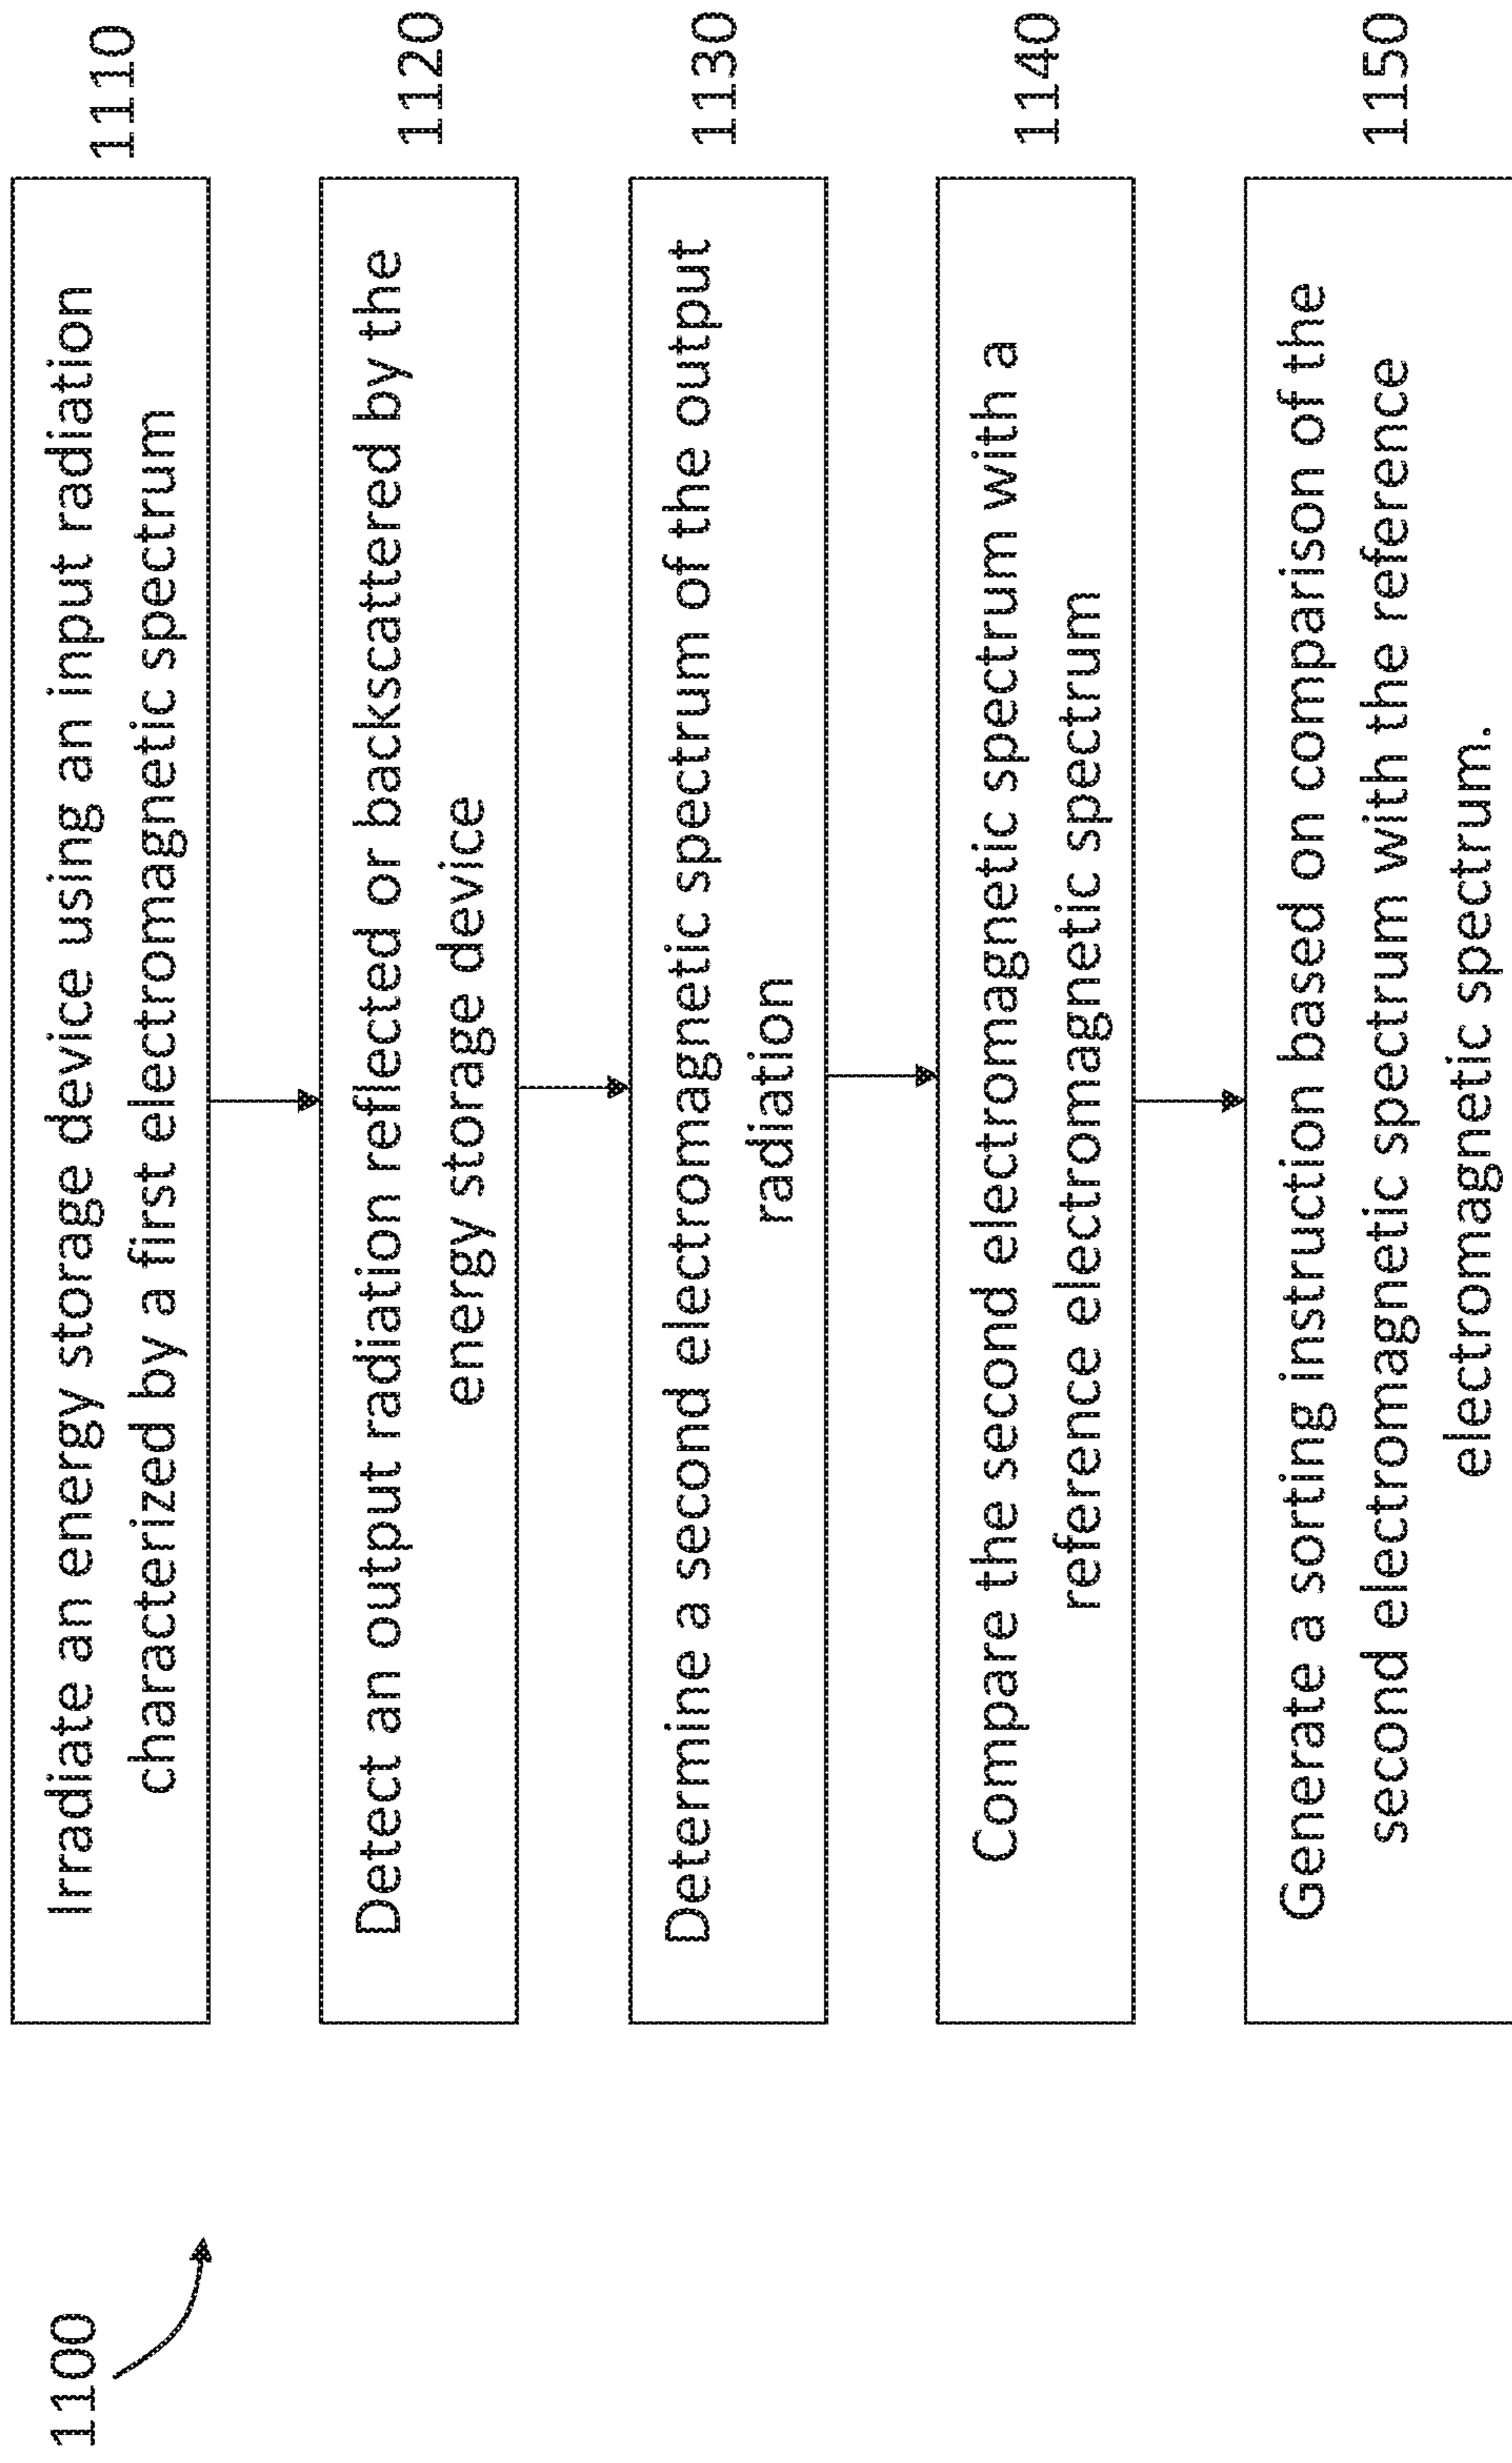 1100
Irradiate an energy storage device using an input radiation
characterized by a first electromagnetic spectrum
1110
Detect an output radiation reflected or backscattered by the
energy storage device
1120
Determine a second electromagnetic spectrum of the output
radiation
1130
Compare the second electromagnetic spectrum with a
reference electromagnetic spectrum
1140
Generate a sorting instruction based on comparison of the
second electromagnetic spectrum with the reference
electromagnetic spectrum.
1150